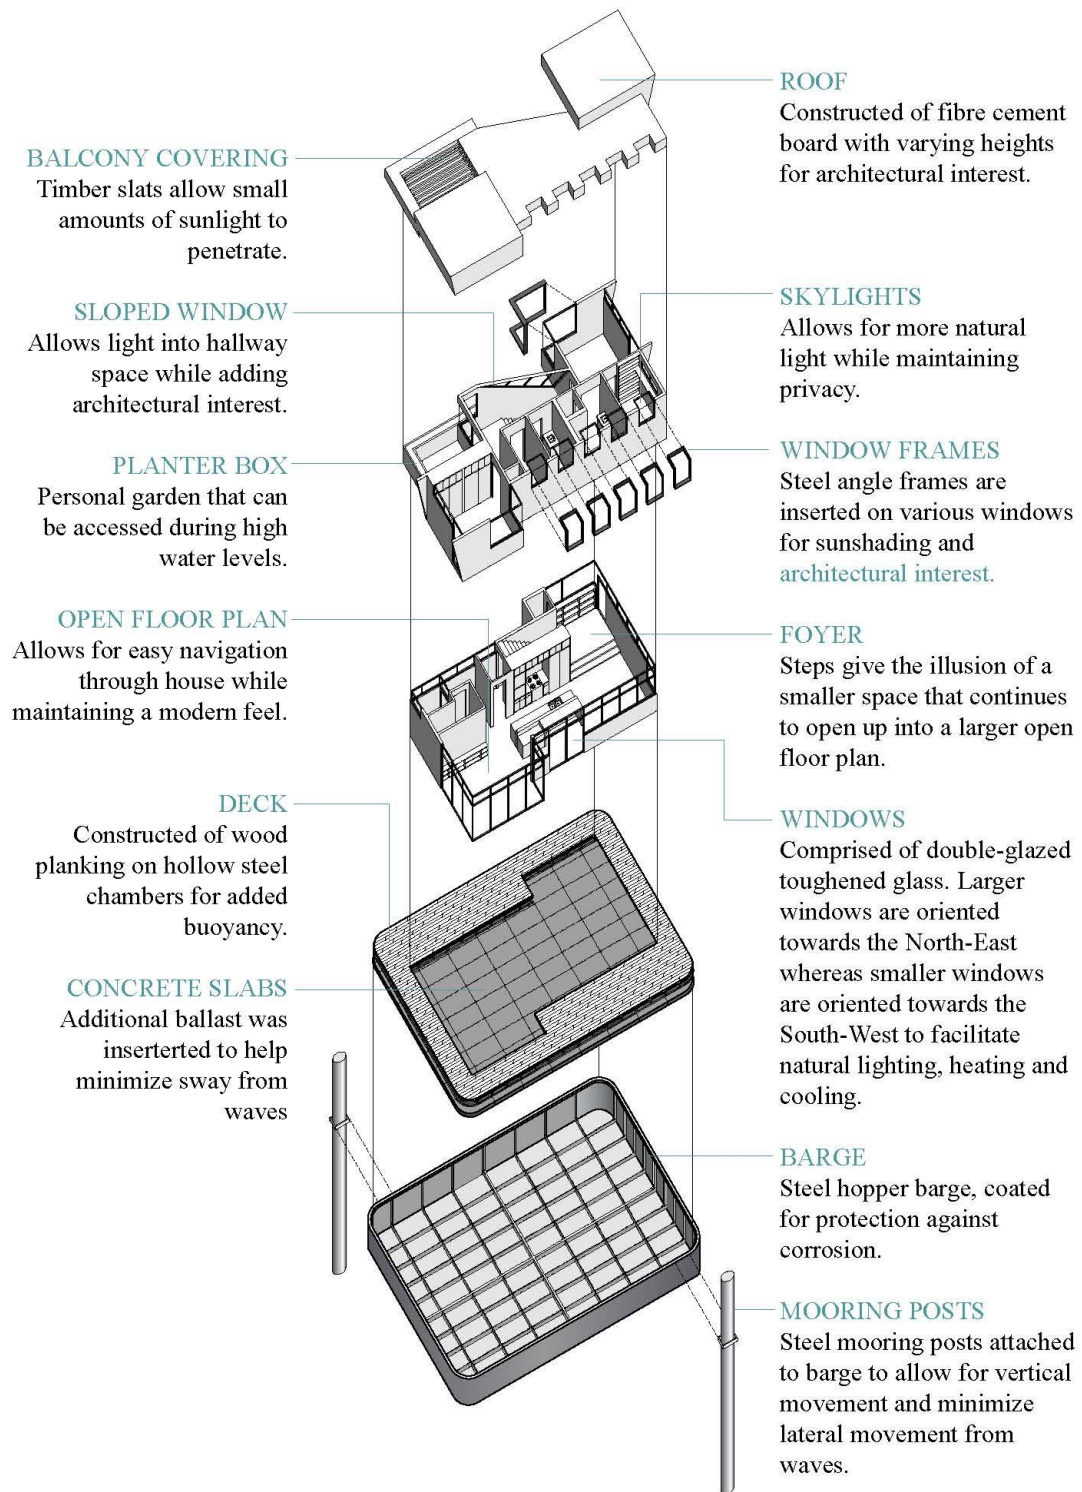 BALCONY COVERING
Timber slats allow small
amounts of sunlight to
penetrate.
SLOPED WINDOW
Allows light into hallway
space while adding
architectural interest.
PLANTER BOX
Personal garden that can
be accessed during high
water levels.
OPEN FLOOR PLAN
Allows for easy navigation
through house while
maintaining a modern feel.
DECK
Constructed of wood
planking on hollow steel
chambers for added
buoyancy.
CONCRETE SLABS
Additional ballast was
inserterted to help
minimize sway from
waves
ROOF
Constructed of fibre cement
board with varying heights
for architectural interest.
SKYLIGHTS
Allows for more natural
light while maintaining
privacy.
WINDOW FRAMES
Steel angle frames are
inserted on various windows
for sunshading and
architectural interest.
FOYER
Steps give the illusion of a
smaller space that continues
to open up into a larger open
floor plan.
WINDOWS
Comprised of double-glazed
toughened glass. Larger
windows are oriented
towards the North-East
whereas smaller windows
are oriented towards the
South-West to facilitate
natural lighting, heating and
cooling.
BARGE
Steel hopper barge, coated
for protection against
corrosion.
MOORING POSTS
Steel mooring posts attached
to barge to allow for vertical
movement and minimize
lateral movement from
waves.